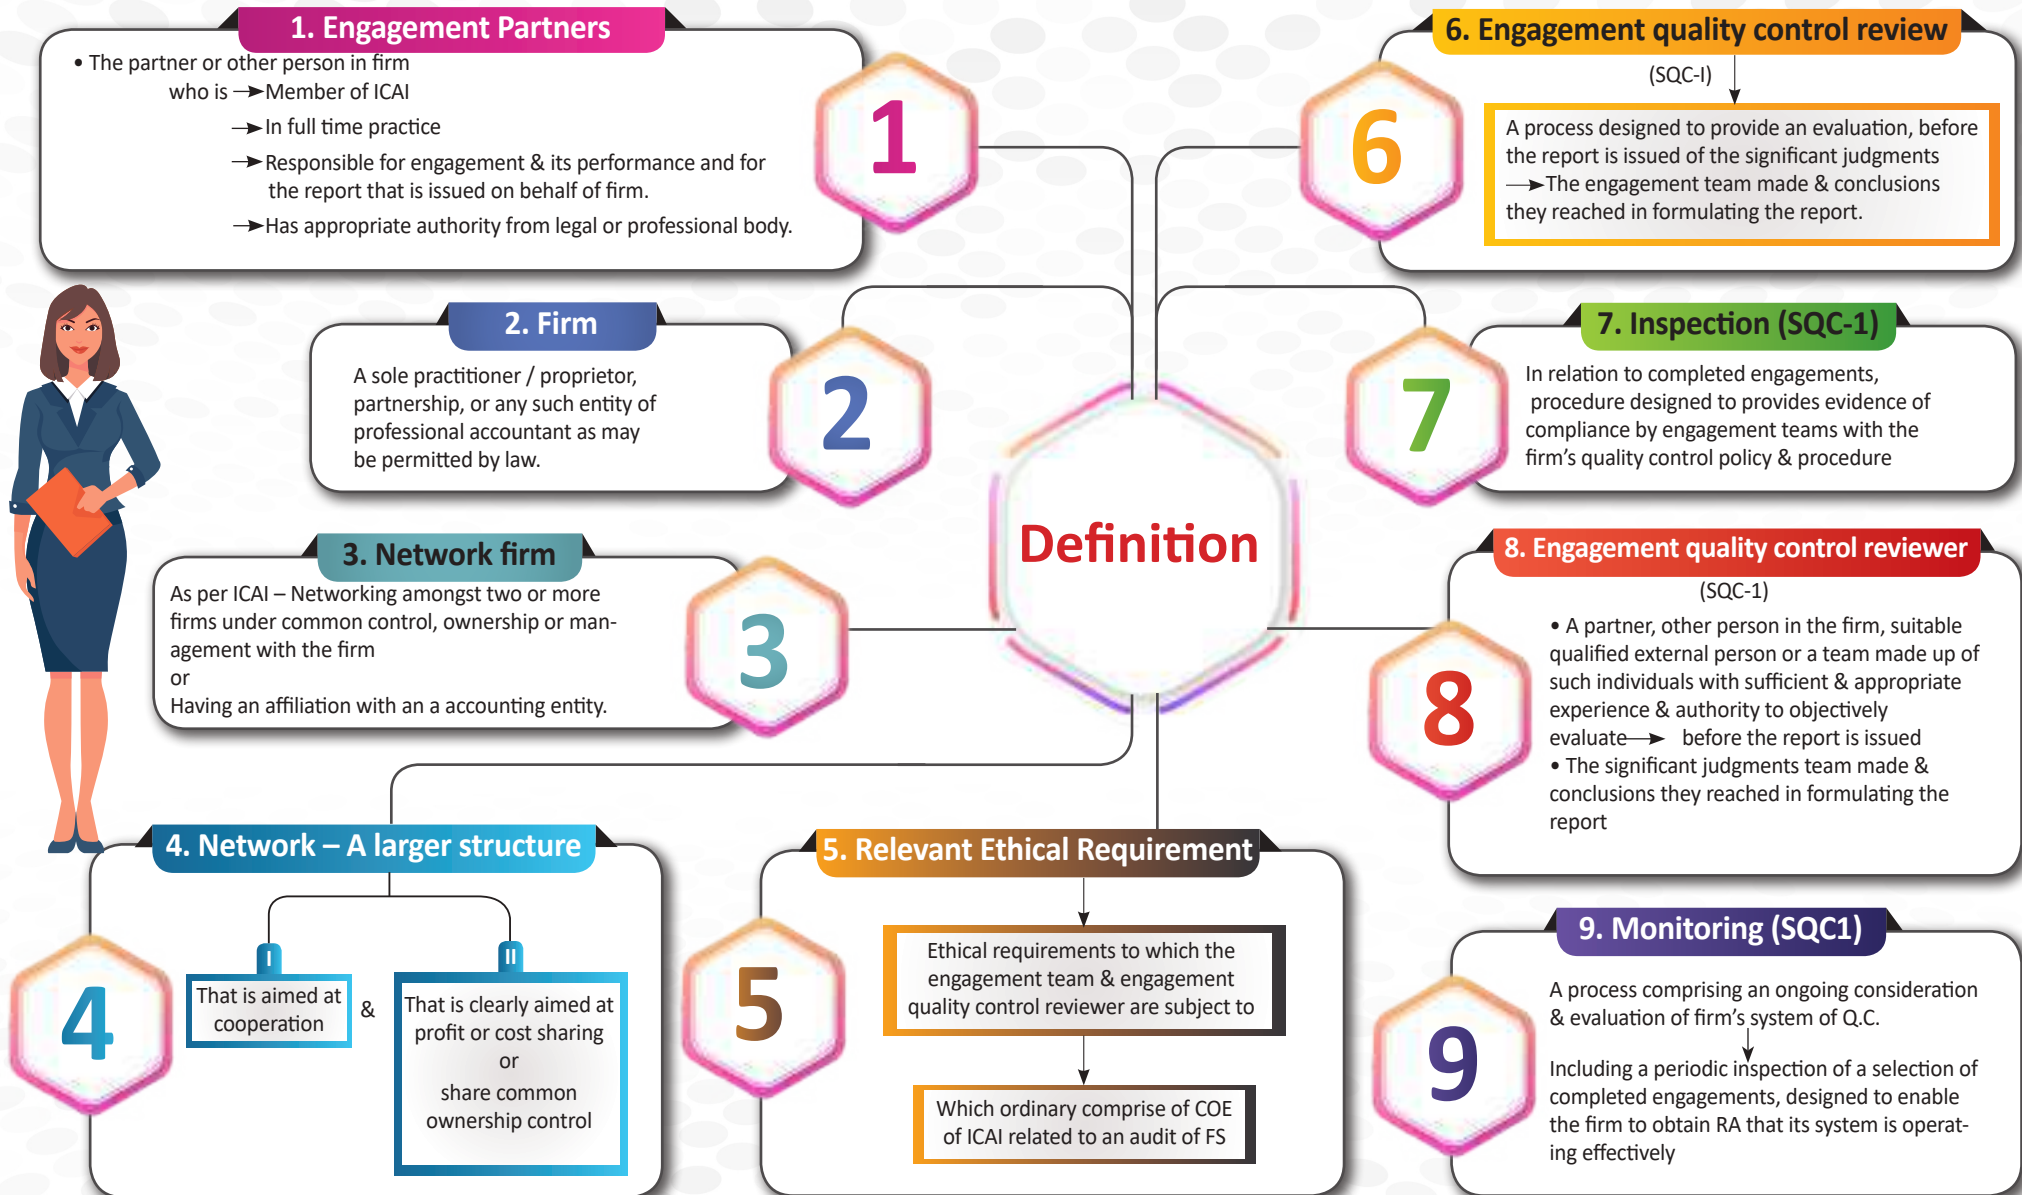 1. Engagement Partners
• The partner or other person in firm
who is → Member of ICAI
→ In full time practice
→ Responsible for engagement & its performance and for
the report that is issued on behalf of firm.
→ Has appropriate authority from legal or professional body.
1
2. Firm
A sole practitioner / proprietor,
partnership, or any such entity of
professional accountant as may
be permitted by law.
2
3. Network firm
As per ICAI – Networking amongst two or more
firms under common control, ownership or man-
agement with the firm
or
Having an affiliation with an a accounting entity.
3
Definition
4. Network – A larger structure
I
II
That is aimed at
cooperation
&
That is clearly aimed at
profit or cost sharing
or
share common
ownership control
4
5. Relevant Ethical Requirement
Ethical requirements to which the
engagement team & engagement
quality control reviewer are subject to
Which ordinary comprise of COE
of ICAI related to an audit of FS
5
6. Engagement quality control review
(SQC-I)
A process designed to provide an evaluation, before
the report is issued of the significant judgments
→ The engagement team made & conclusions
they reached in formulating the report.
6
7. Inspection (SQC-1)
In relation to completed engagements,
procedure designed to provides evidence of
compliance by engagement teams with the
firm's quality control policy & procedure
7
8. Engagement quality control reviewer
(SQC-1)
• A partner, other person in the firm, suitable
qualified external person or a team made up of
such individuals with sufficient & appropriate
experience & authority to objectively
evaluate → before the report is issued
• The significant judgments team made &
conclusions they reached in formulating the
report
8
9. Monitoring (SQC1)
A process comprising an ongoing consideration
& evaluation of firm's system of Q.C.
Including a periodic inspection of a selection of
completed engagements, designed to enable
the firm to obtain RA that its system is operat-
ing effectively
9